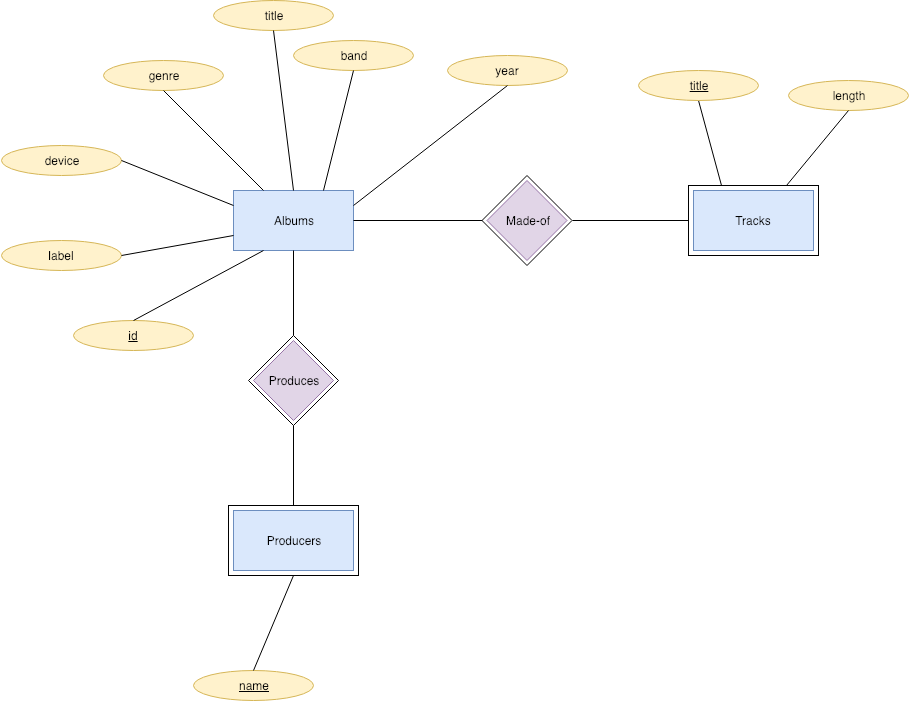 title
band
genre
year
title
length
device
Albums
Made-of
Tracks
label
id
Produces
Producers
name